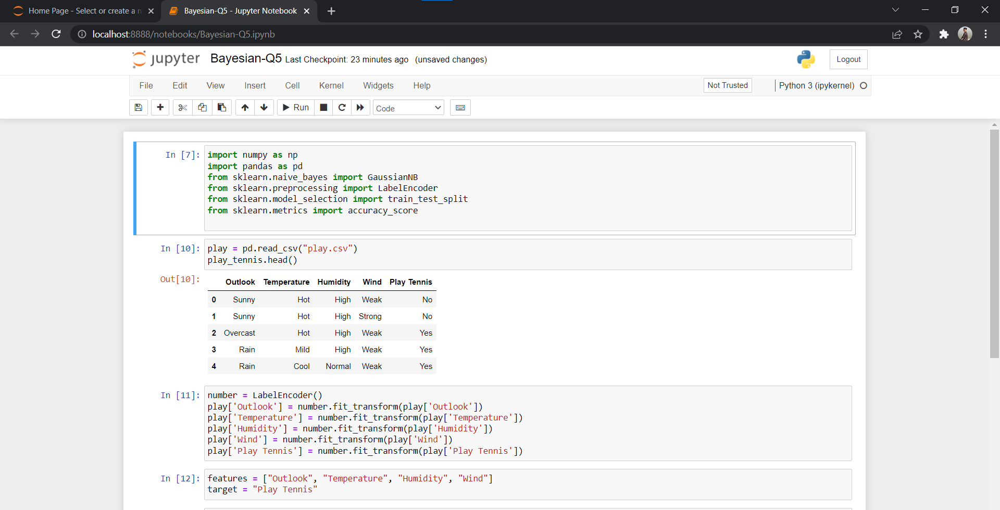 Home Page - Select or create a n
Bayesian-Q5 - Jupyter Notebook
localhost:8888/notebooks/Bayesian-Q5.ipynb
jupyter Bayesian-Q5 Last Checkpoint: 23 minutes ago (unsaved changes) Logout
File Edit View Insert Cell Kernel Widgets Help Not Trusted Python 3 (ipykernel)
Run Code
In [7]: import numpy as np
import pandas as pd
from sklearn.naive_bayes import GaussianNB
from sklearn.preprocessing import LabelEncoder
from sklearn.model_selection import train_test_split
from sklearn.metrics import accuracy_score
In [10]: play = pd.read_csv("play.csv")
play_tennis.head()
Out[10]:
Outlook Temperature Humidity Wind Play Tennis
0 Sunny Hot High Weak No
1 Sunny Hot High Strong No
2 Overcast Hot High Weak Yes
3 Rain Mild High Weak Yes
4 Rain Cool Normal Weak Yes
In [11]: number = LabelEncoder()
play['Outlook'] = number.fit_transform(play['Outlook'])
play['Temperature'] = number.fit_transform(play['Temperature'])
play['Humidity'] = number.fit_transform(play['Humidity'])
play['Wind'] = number.fit_transform(play['Wind'])
play['Play Tennis'] = number.fit_transform(play['Play Tennis'])
In [12]: features = ["Outlook", "Temperature", "Humidity", "Wind"]
target = "Play Tennis"